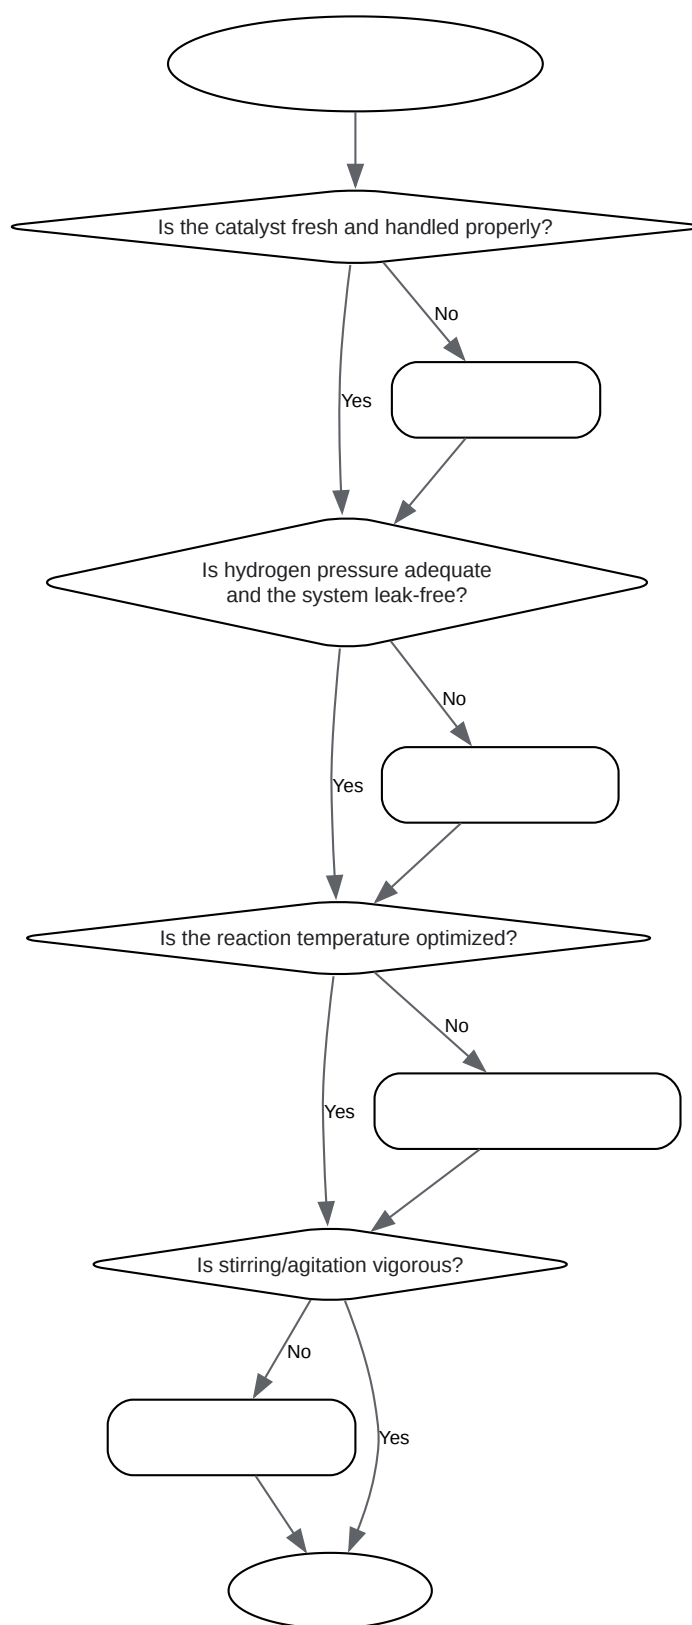 Is the catalyst fresh and handled properly?
No
Yes
Is hydrogen pressure adequate
and the system leak-free?
No
Yes
Is the reaction temperature optimized?
No
Yes
Is stirring/agitation vigorous?
No
Yes